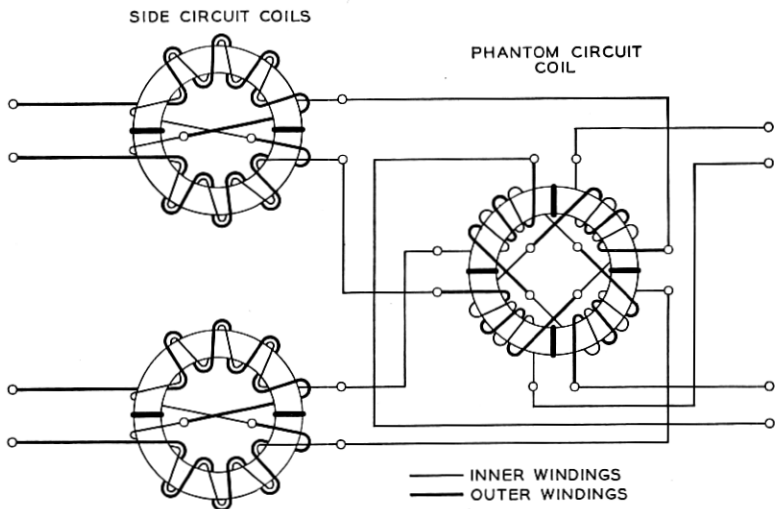 SIDE CIRCUIT COILS
PHANTOM CIRCUIT
COIL
INNER WINDINGS
OUTER WINDINGS